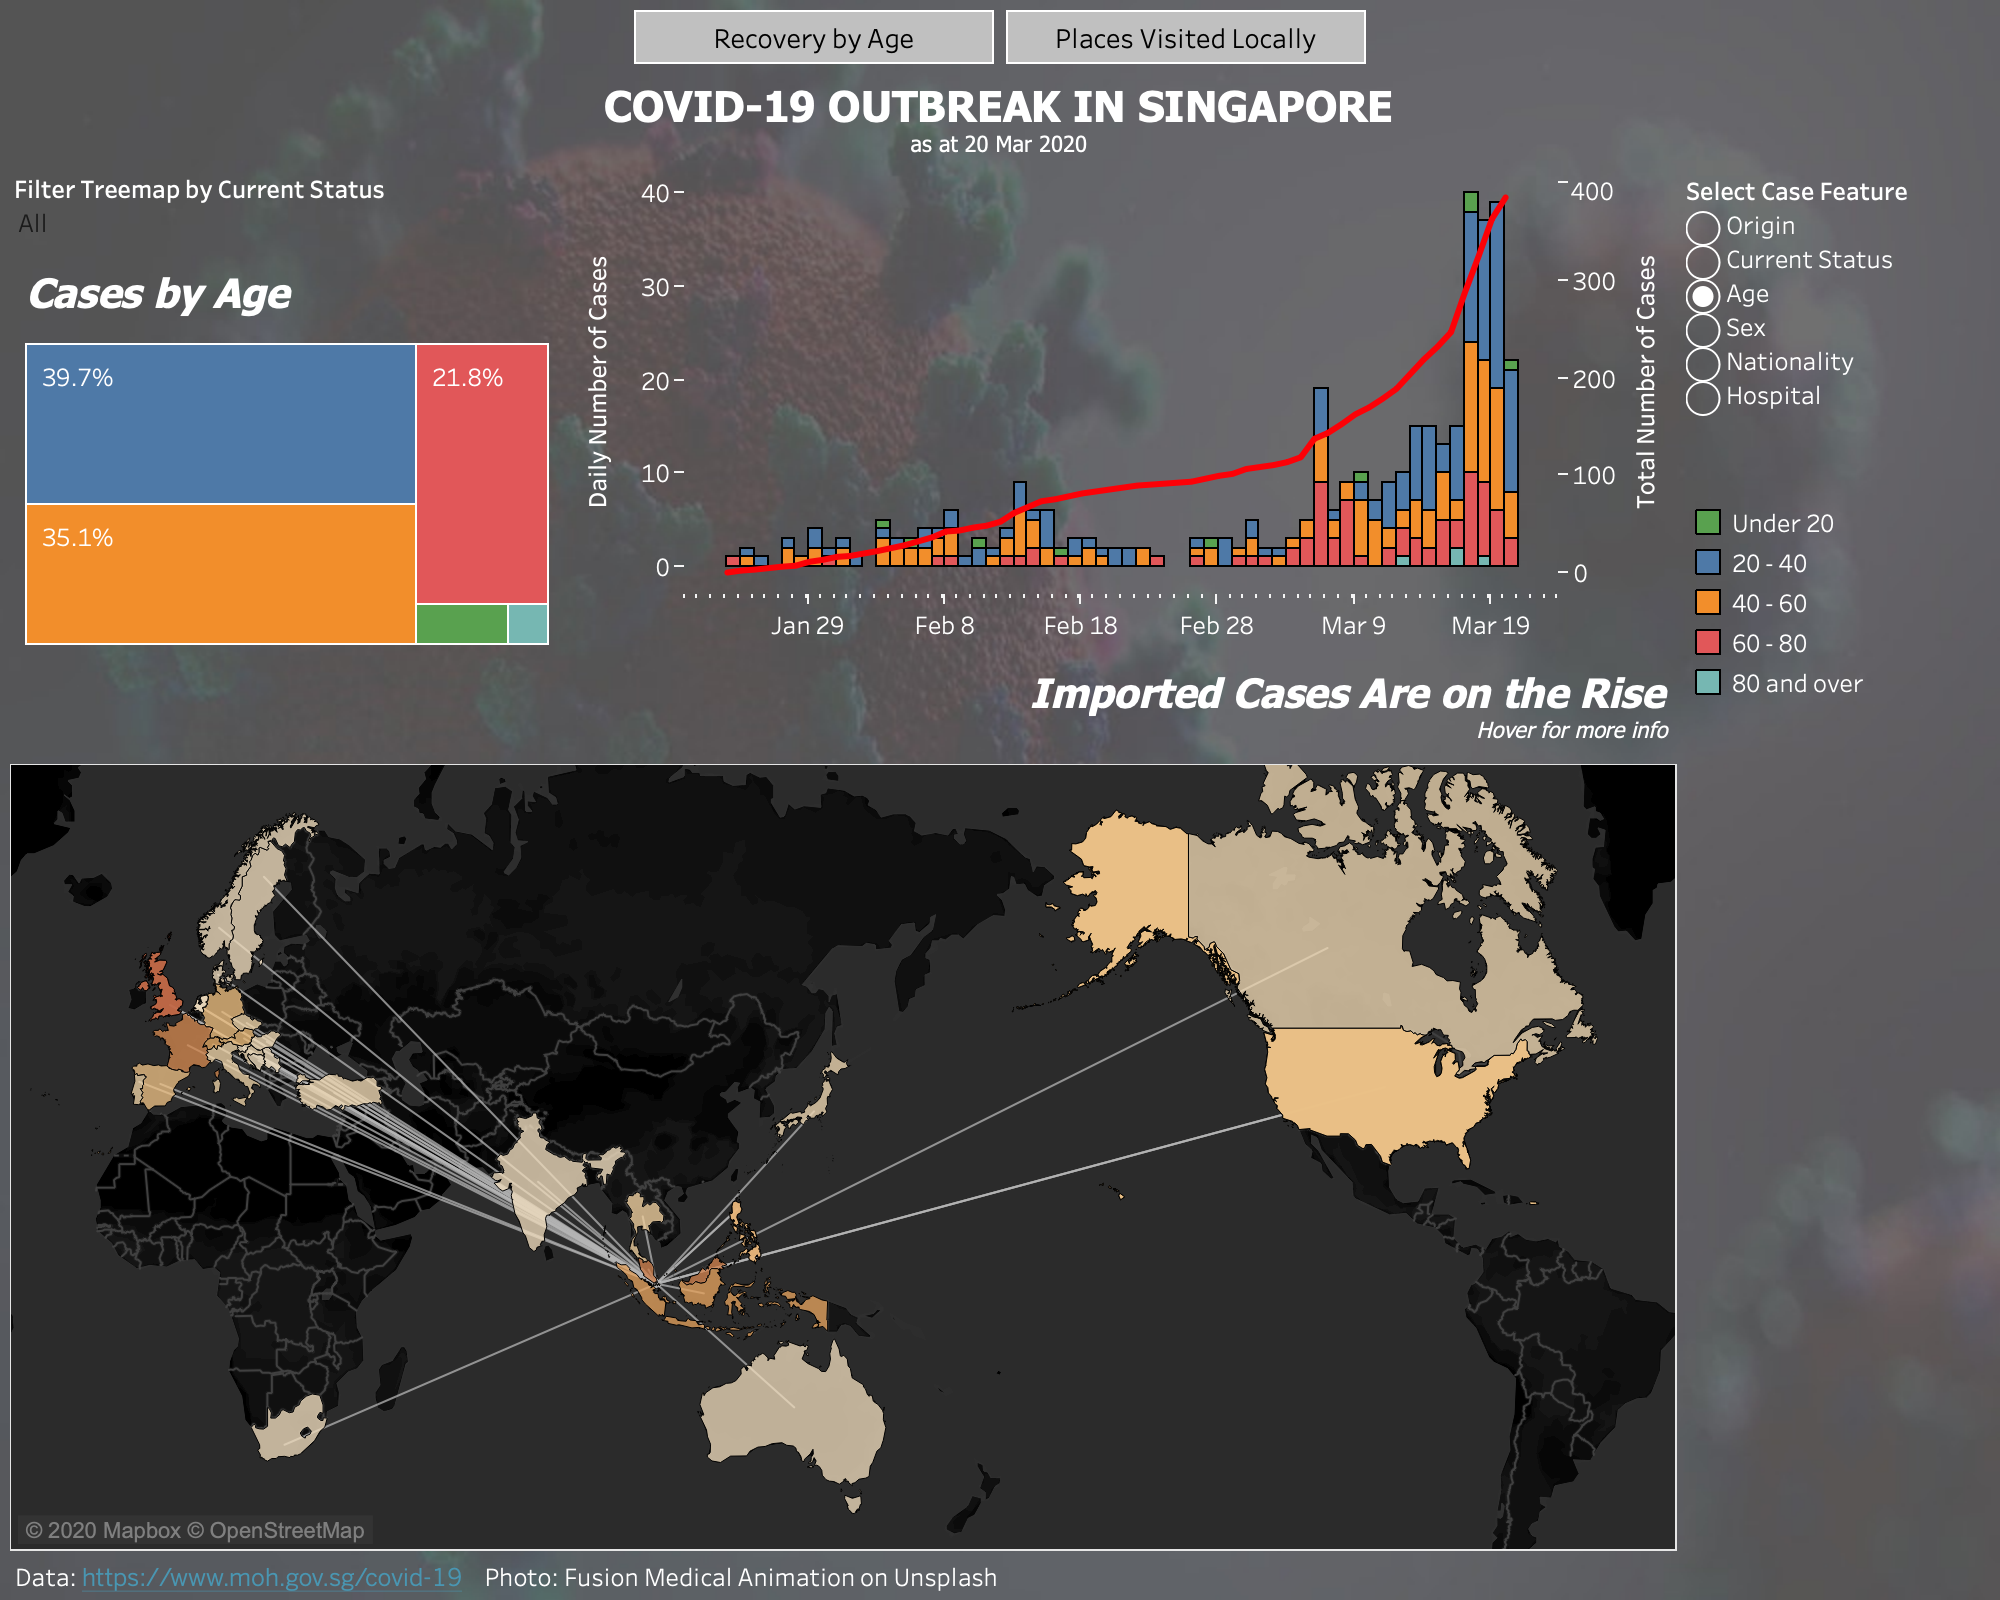 Recovery by Age
Places Visited Locally
COVID-19 OUTBREAK IN SINGAPORE
as at 20 Mar 2020
Filter Treemap by Current Status
All
Cases by Age
39.7%
21.8%
35.1%
Daily Number of Cases
40
30
20
10
0
Jan 29
Feb 8
Feb 18
Feb 28
Mar 9
Mar 19
400
300
200
100
0
Total Number of Cases
Select Case Feature
Origin
Current Status
Age
Sex
Nationality
Hospital
Under 20
20 - 40
40 - 60
60 - 80
80 and over
Imported Cases Are on the Rise
Hover for more info
© 2020 Mapbox © OpenStreetMap
Data: https://www.moh.gov.sg/covid-19 Photo: Fusion Medical Animation on Unsplash